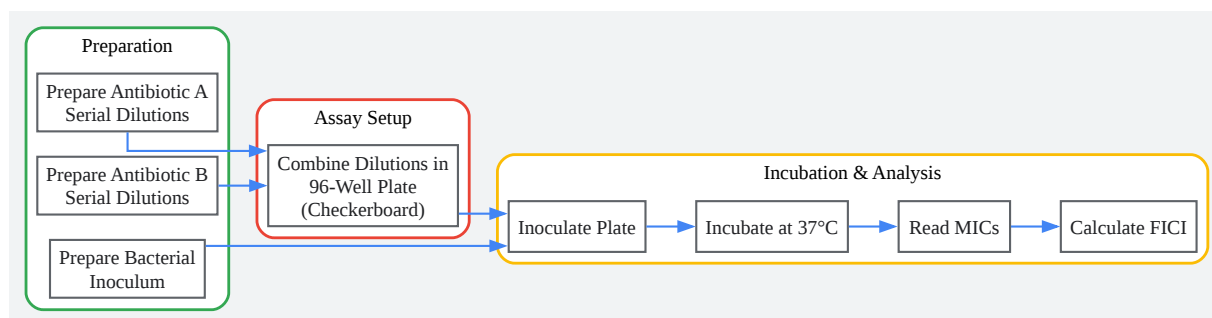 Preparation
Prepare Antibiotic A
Serial Dilutions
Prepare Antibiotic B
Serial Dilutions
Prepare Bacterial
Inoculum
Assay Setup
Combine Dilutions in
96-Well Plate
(Checkerboard)
Incubation & Analysis
Inoculate Plate
Incubate at 37°C
Read MICs
Calculate FICI